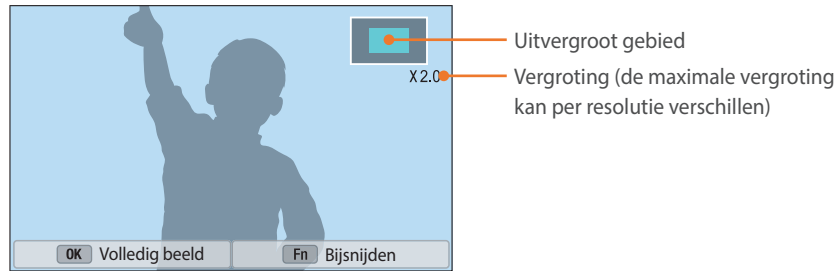 Uitvergroot gebied
X 2.0
Vergroting (de maximale vergroting
kan per resolutie verschillen)
OK Volledig beeld
Fn Bijsnijden